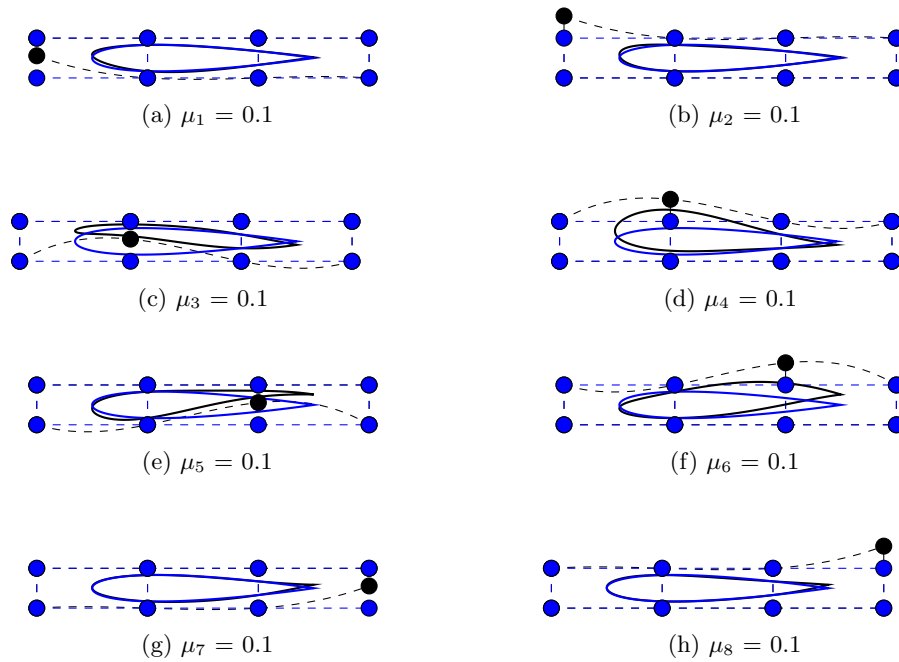 (a) μ₁ = 0.1
(b) μ₂ = 0.1
(c) μ₃ = 0.1
(d) μ₄ = 0.1
(e) μ₅ = 0.1
(f) μ₆ = 0.1
(g) μ₇ = 0.1
(h) μ₈ = 0.1